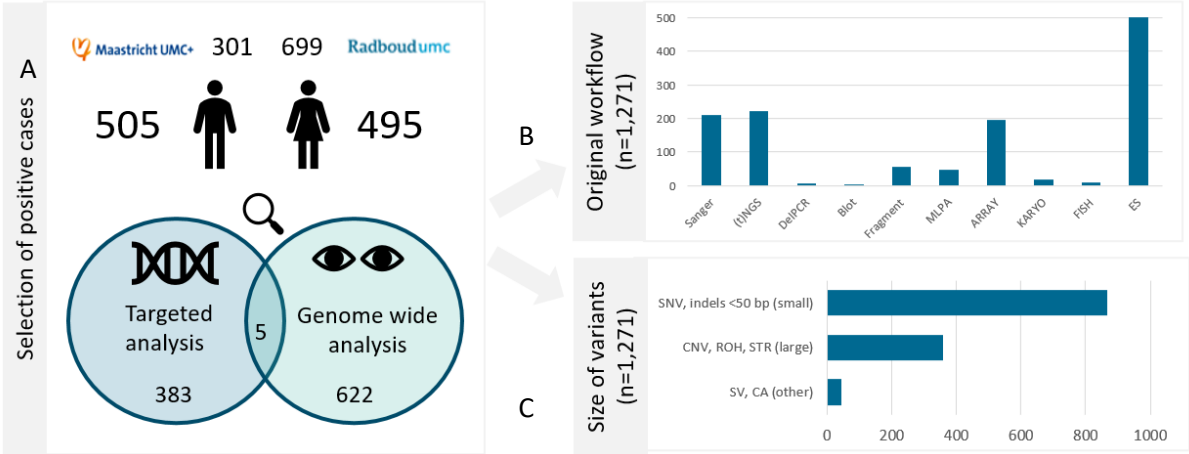 A
Selection of positive cases
Maastricht UMC+ 301 699 Radboudumc
505 495
Targeted
analysis
383
5
Genome wide
analysis
622
B
Original workflow
(n=1,271)
500
400
300
200
100
0
Sanger
(t)NGS
DelPCR
Blot
Fragment
MLPA
ARRAY
KARYO
FISH
ES
C
Size of variants
(n=1,271)
SNV, indels <50 bp (small)
CNV, ROH, STR (large)
SV, CA (other)
0 200 400 600 800 1000